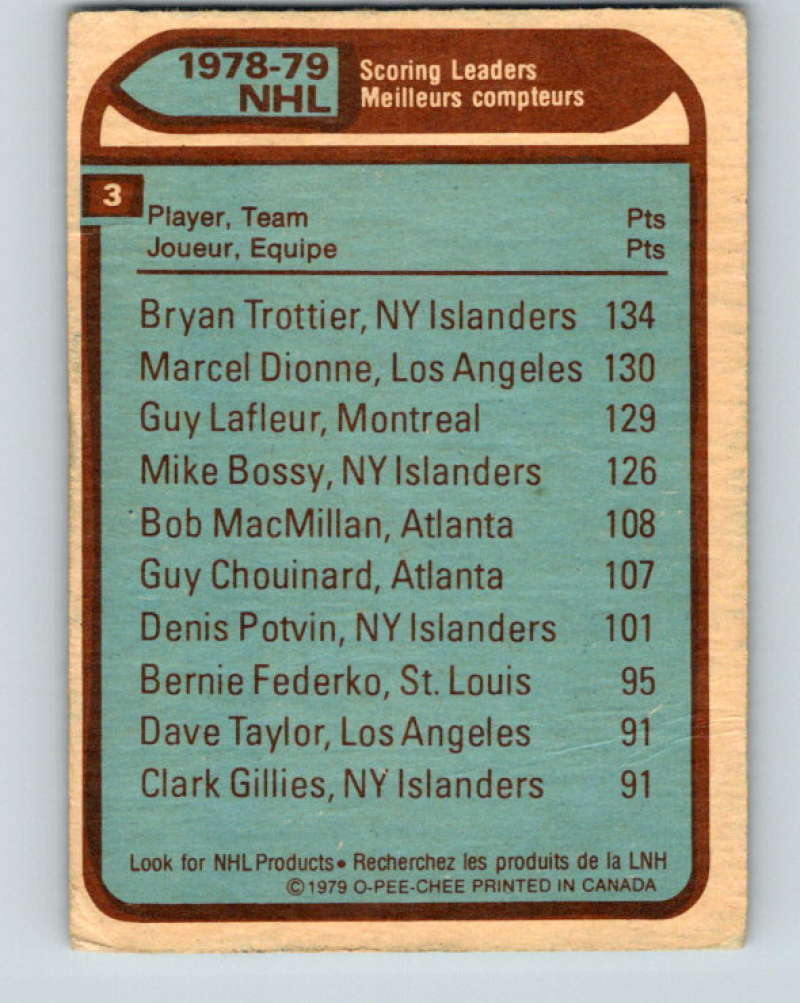 1978-79 NHL
Scoring Leaders
Meilleurs compteurs
3
Player, Team Pts
Joueur, Equipe Pts
Bryan Trottier, NY Islanders 134
Marcel Dionne, Los Angeles 130
Guy Lafleur, Montreal 129
Mike Bossy, NY Islanders 126
Bob MacMillan, Atlanta 108
Guy Chouinard, Atlanta 107
Denis Potvin, NY Islanders 101
Bernie Federko, St. Louis 95
Dave Taylor, Los Angeles 91
Clark Gillies, NY Islanders 91
Look for NHL Products• Recherchez les produits de la LNH
©1979 O-PEE-CHEE PRINTED IN CANADA